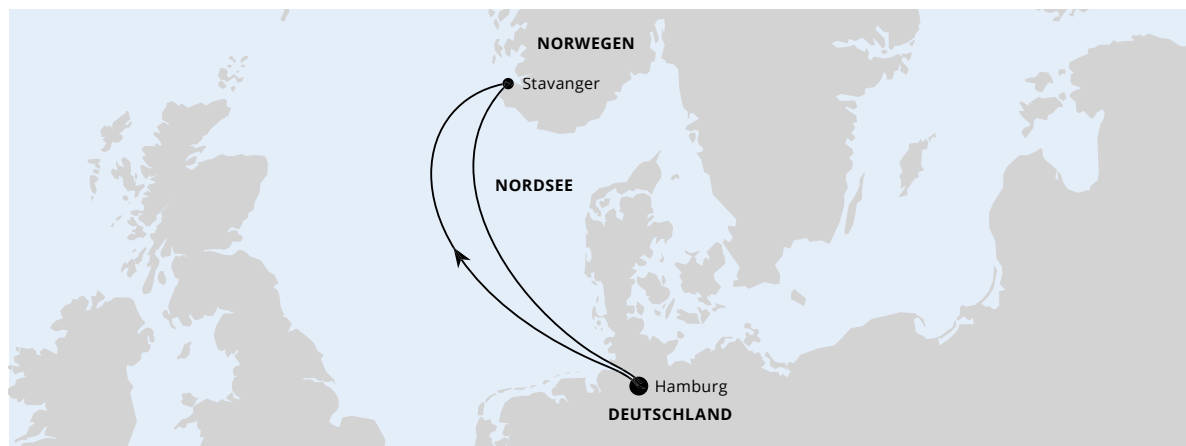 NORWEGEN
Stavanger
NORDSEE
Hamburg
DEUTSCHLAND